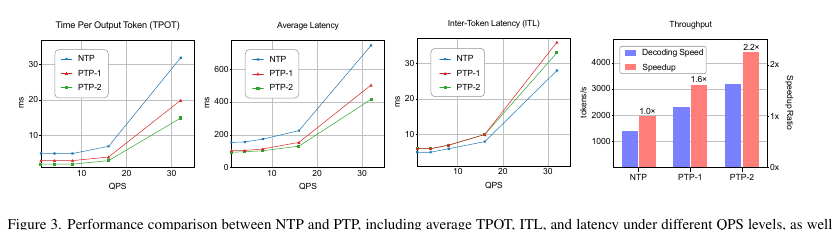 Time Per Output Token (TPOT)
NTP
PTP-1
PTP-2
30
20
10
ms
10
20
30
QPS
Average Latency
NTP
PTP-1
PTP-2
600
400
200
0
ms
10
20
30
QPS
Inter-Token Latency (ITL)
NTP
PTP-1
PTP-2
30
20
10
ms
10
20
30
QPS
Throughput
Decoding Speed
Speedup
4000
3000
2000
1000
tokens/s
1.0×
1.6×
2.2×
2x
1x
0x
Speedup Ratio
NTP
PTP-1
PTP-2
Figure 3. Performance comparison between NTP and PTP, including average TPOT, ITL, and latency under different QPS levels, as well